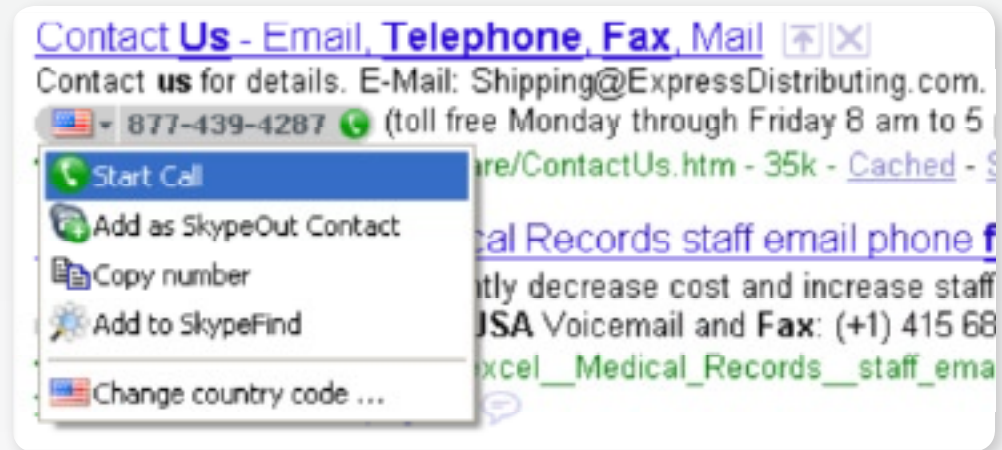 Contact Us - Email, Telephone, Fax, Mail
Contact us for details. E-Mail: Shipping@ExpressDistributing.com.
877-439-4287 (toll free Monday through Friday 8 am to 5
Start Call
are/ContactUs.htm - 35k - Cached -
Add as SkypeOut Contact
cal Records staff email phone
Copy number
ntly decrease cost and increase staff
Add to SkypeFind
USA Voicemail and Fax: (+1) 415 68
excel__Medical_Records__staff_ema
Change country code ...